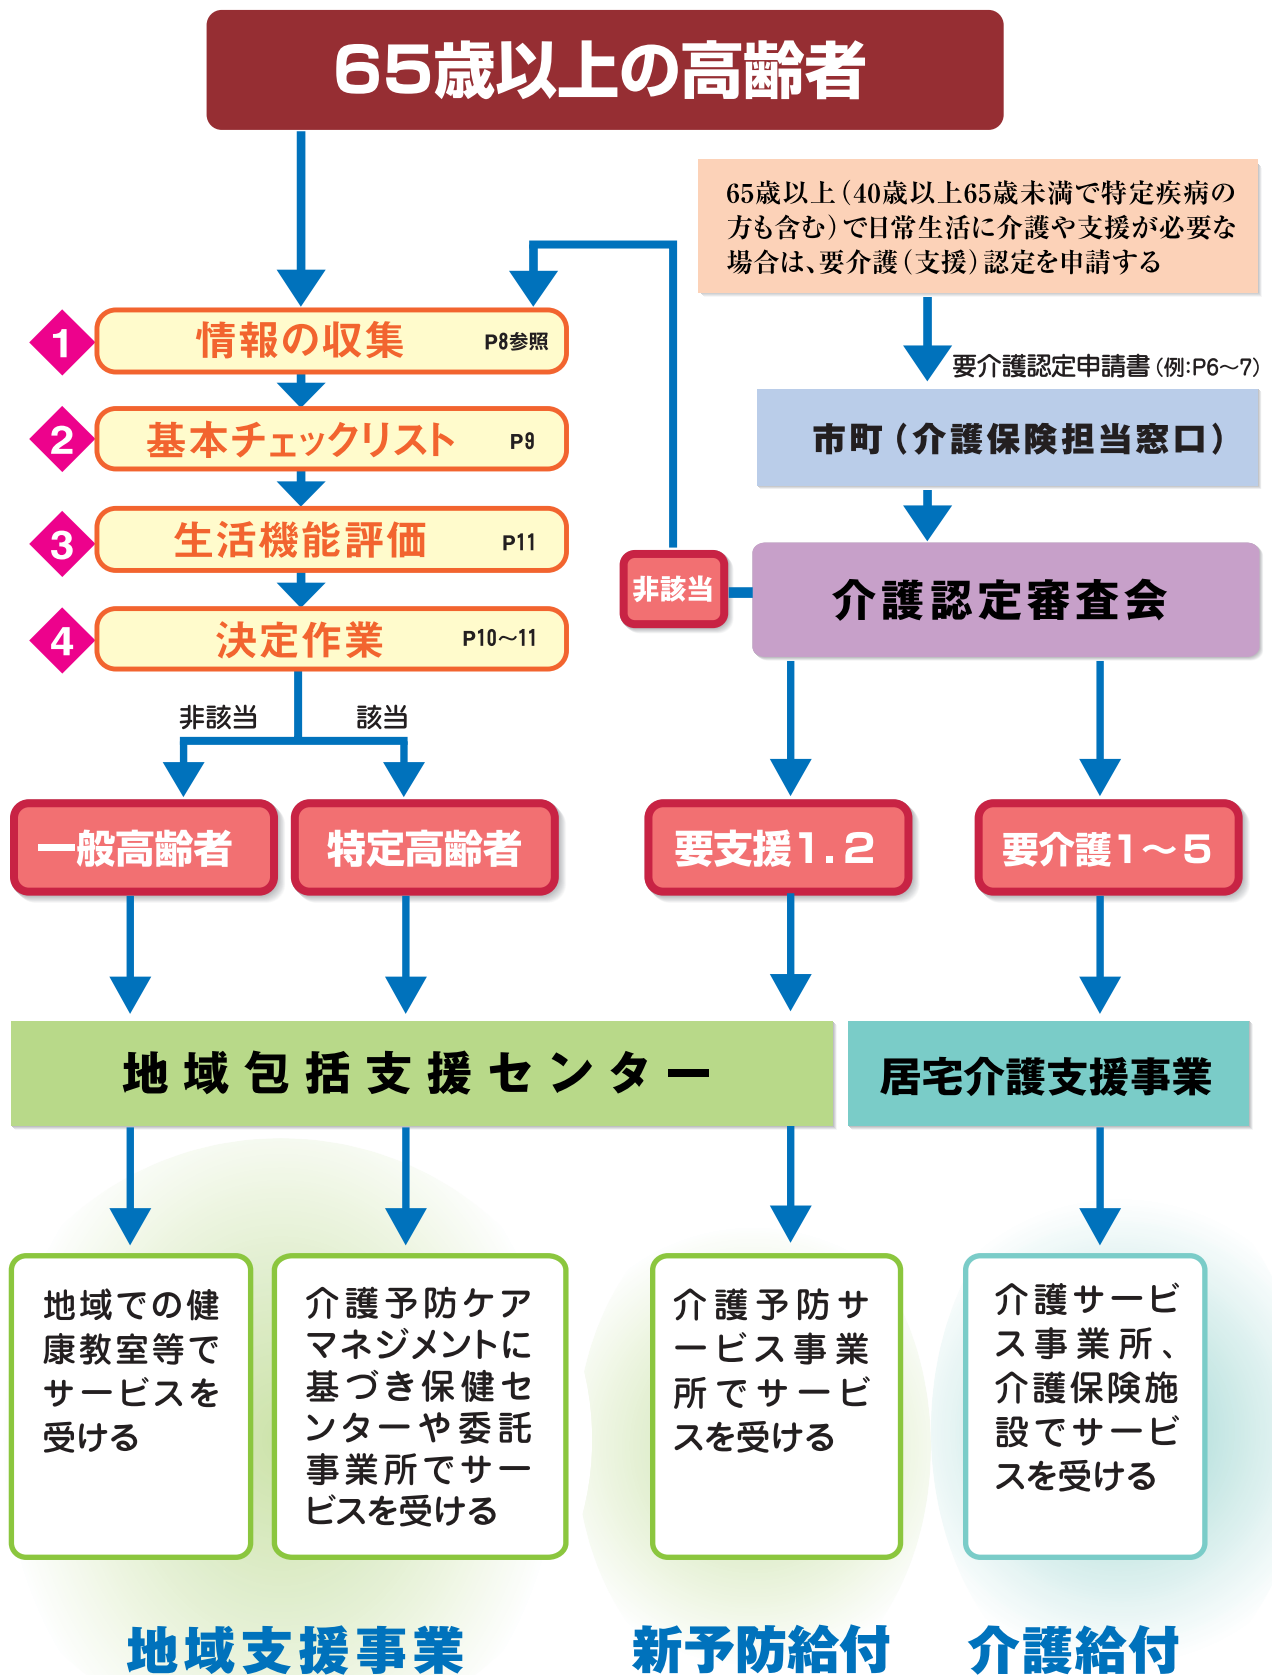 65歳以上の高齢者
65歳以上（40歳以上65歳未満で特定疾病の
方も含む）で日常生活に介護や支援が必要な
場合は、要介護（支援）認定を申請する
1 情報の収集 P8参照
要介護認定申請書（例：P6〜7）
2 基本チェックリスト P9
市町（介護保険担当窓口）
3 生活機能評価 P11
非該当
介護認定審査会
4 決定作業 P10〜11
非該当 該当
一般高齢者
特定高齢者
要支援1．2
要介護1〜5
地域包括支援センター
居宅介護支援事業
地域での健
康教室等で
サービスを
受ける
介護予防ケア
マネジメントに
基づき保健セ
ンターや委託
事業所でサー
ビスを受ける
介護予防サ
ービス事業
所でサービ
スを受ける
介護サービ
ス事業所、
介護保険施
設でサービ
スを受ける
地域支援事業
新予防給付
介護給付